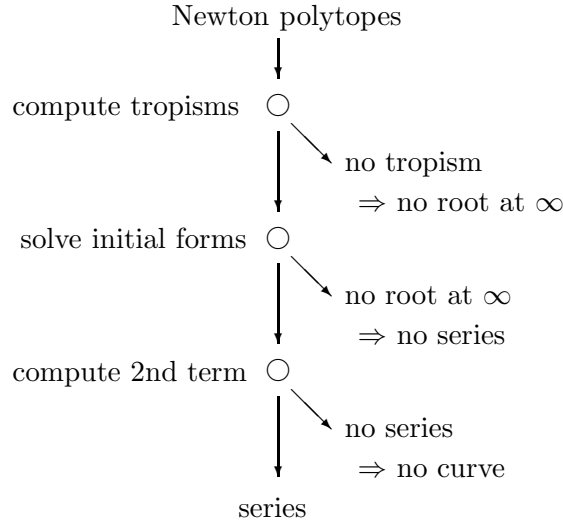 Newton polytopes
compute tropisms
no tropism
⇒ no root at ∞
solve initial forms
no root at ∞
⇒ no series
compute 2nd term
no series
⇒ no curve
series